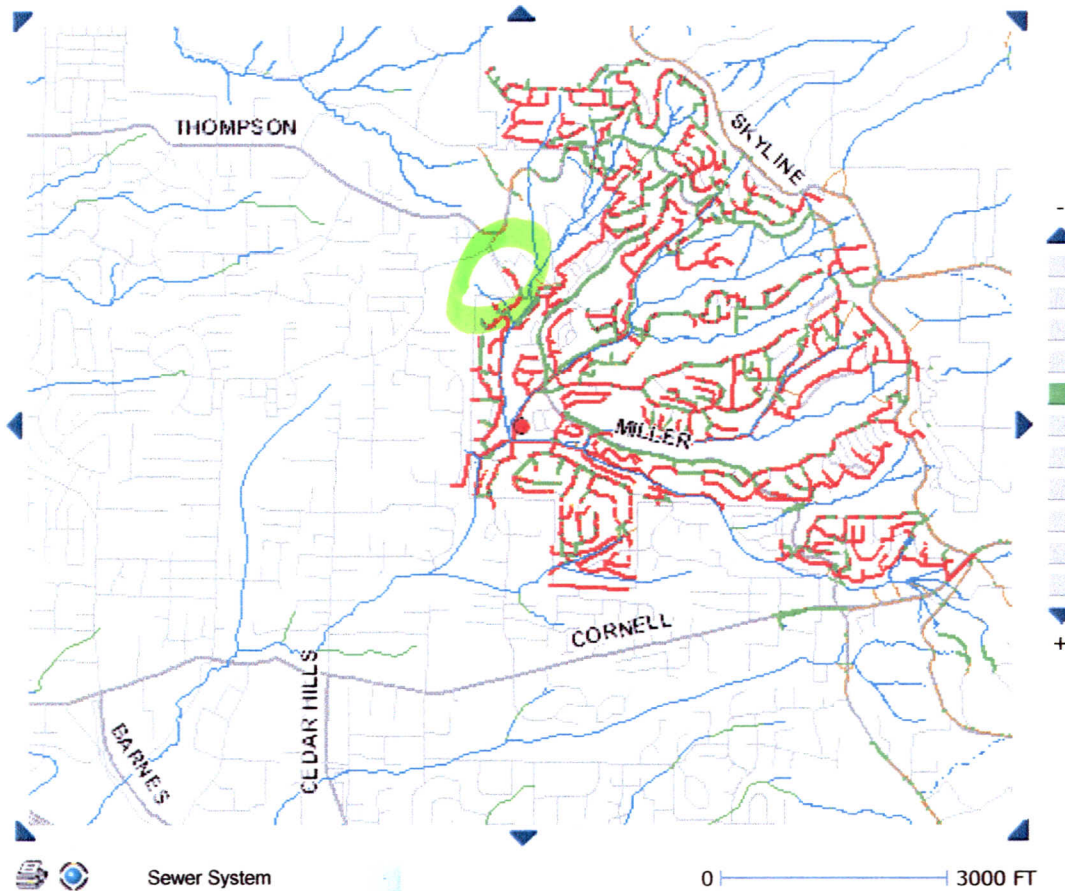 THOMPSON
SKYLINE
-
MILLER
CORNELL
+
CEDAR HILLS
BARNES
Sewer System
0 3000 FT